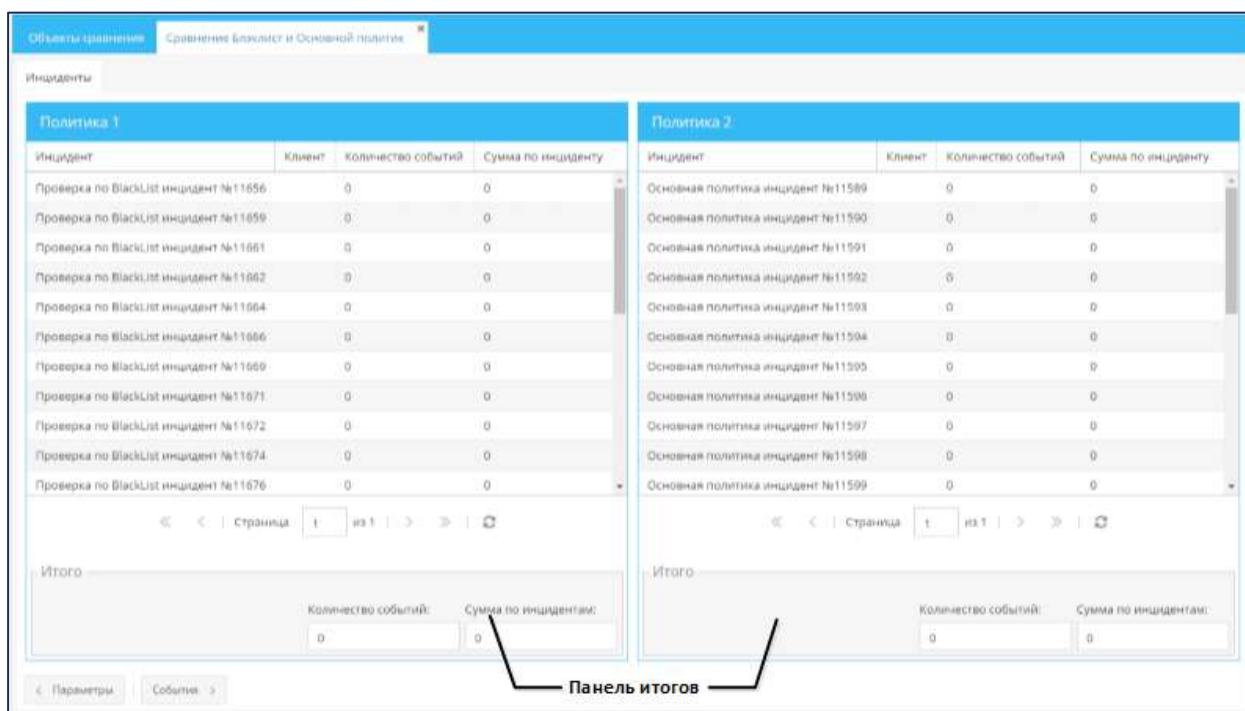 Объекты сравнения
Сравнение Блэклист и Основной политик
Инциденты
Политика 1
Инцидент Клиент Количество событий Сумма по инциденту
Проверка по BlackList инцидент №11656 0 0
Проверка по BlackList инцидент №11659 0 0
Проверка по BlackList инцидент №11661 0 0
Проверка по BlackList инцидент №11662 0 0
Проверка по BlackList инцидент №11664 0 0
Проверка по BlackList инцидент №11666 0 0
Проверка по BlackList инцидент №11669 0 0
Проверка по BlackList инцидент №11671 0 0
Проверка по BlackList инцидент №11672 0 0
Проверка по BlackList инцидент №11674 0 0
Проверка по BlackList инцидент №11676 0 0
Страница 1 из 1
Итого
Количество событий: Сумма по инцидентам:
0 0
Политика 2
Инцидент Клиент Количество событий Сумма по инциденту
Основная политика инцидент №11589 0 0
Основная политика инцидент №11590 0 0
Основная политика инцидент №11591 0 0
Основная политика инцидент №11592 0 0
Основная политика инцидент №11593 0 0
Основная политика инцидент №11594 0 0
Основная политика инцидент №11595 0 0
Основная политика инцидент №11596 0 0
Основная политика инцидент №11597 0 0
Основная политика инцидент №11598 0 0
Основная политика инцидент №11599 0 0
Страница 1 из 1
Итого
Количество событий: Сумма по инцидентам:
0 0
Панель итогов
Параметры
События